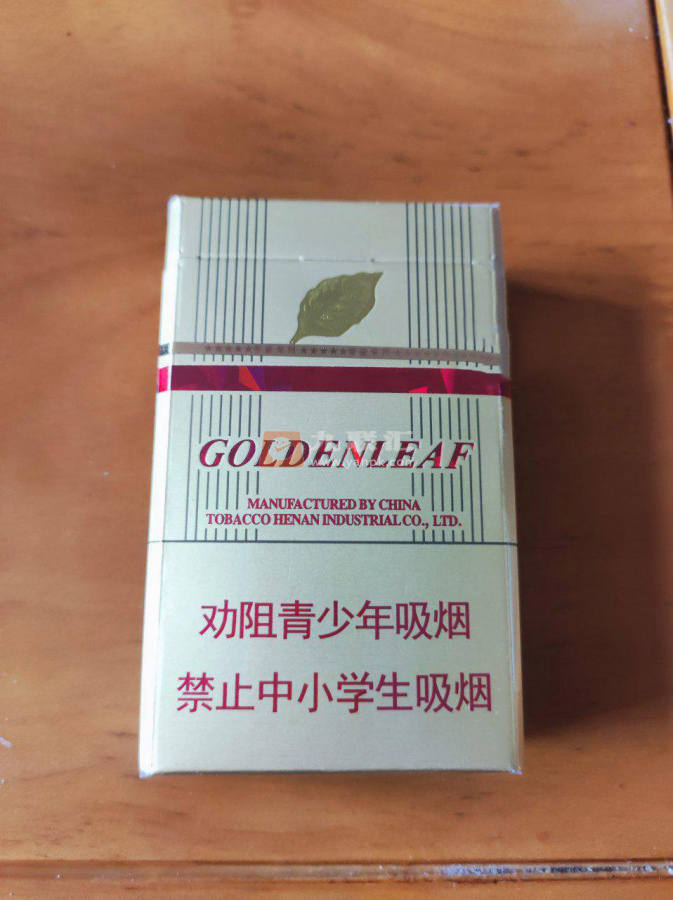 GOLDENLEAF
MANUFACTURED BY CHINA
TOBACCO HENAN INDUSTRIAL CO., LTD.
劝阻青少年吸烟
禁止中小学生吸烟